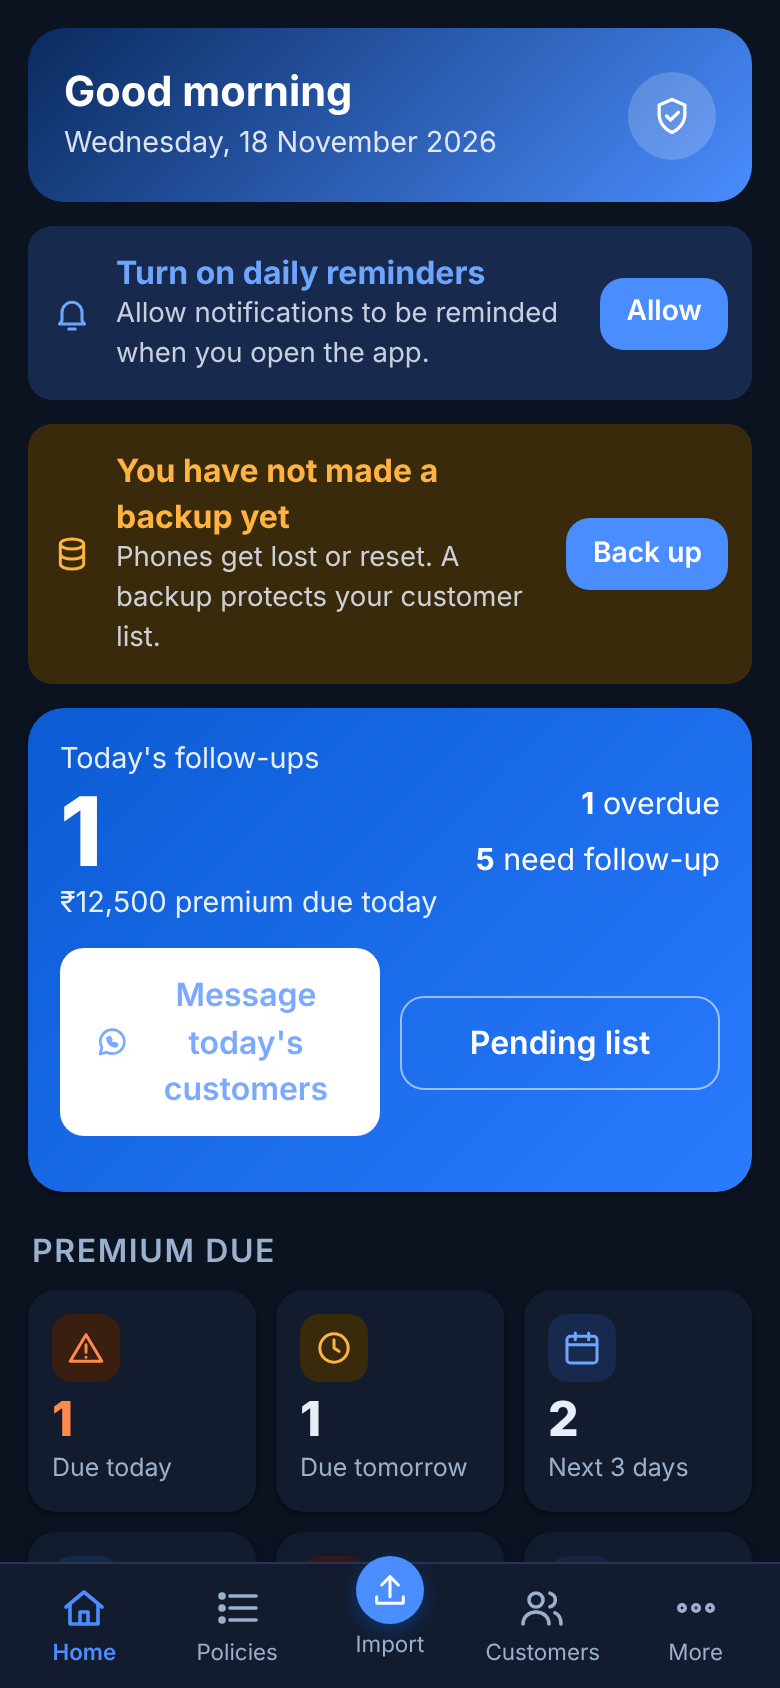 Good morning
Wednesday, 18 November 2026
Turn on daily reminders
Allow notifications to be reminded
when you open the app.
Allow
You have not made a
backup yet
Phones get lost or reset. A
backup protects your customer
list.
Back up
Today's follow-ups
1
₹12,500 premium due today
1 overdue
5 need follow-up
Message
today's
customers
Pending list
PREMIUM DUE
1
Due today
1
Due tomorrow
2
Next 3 days
Home
Policies
Import
Customers
More